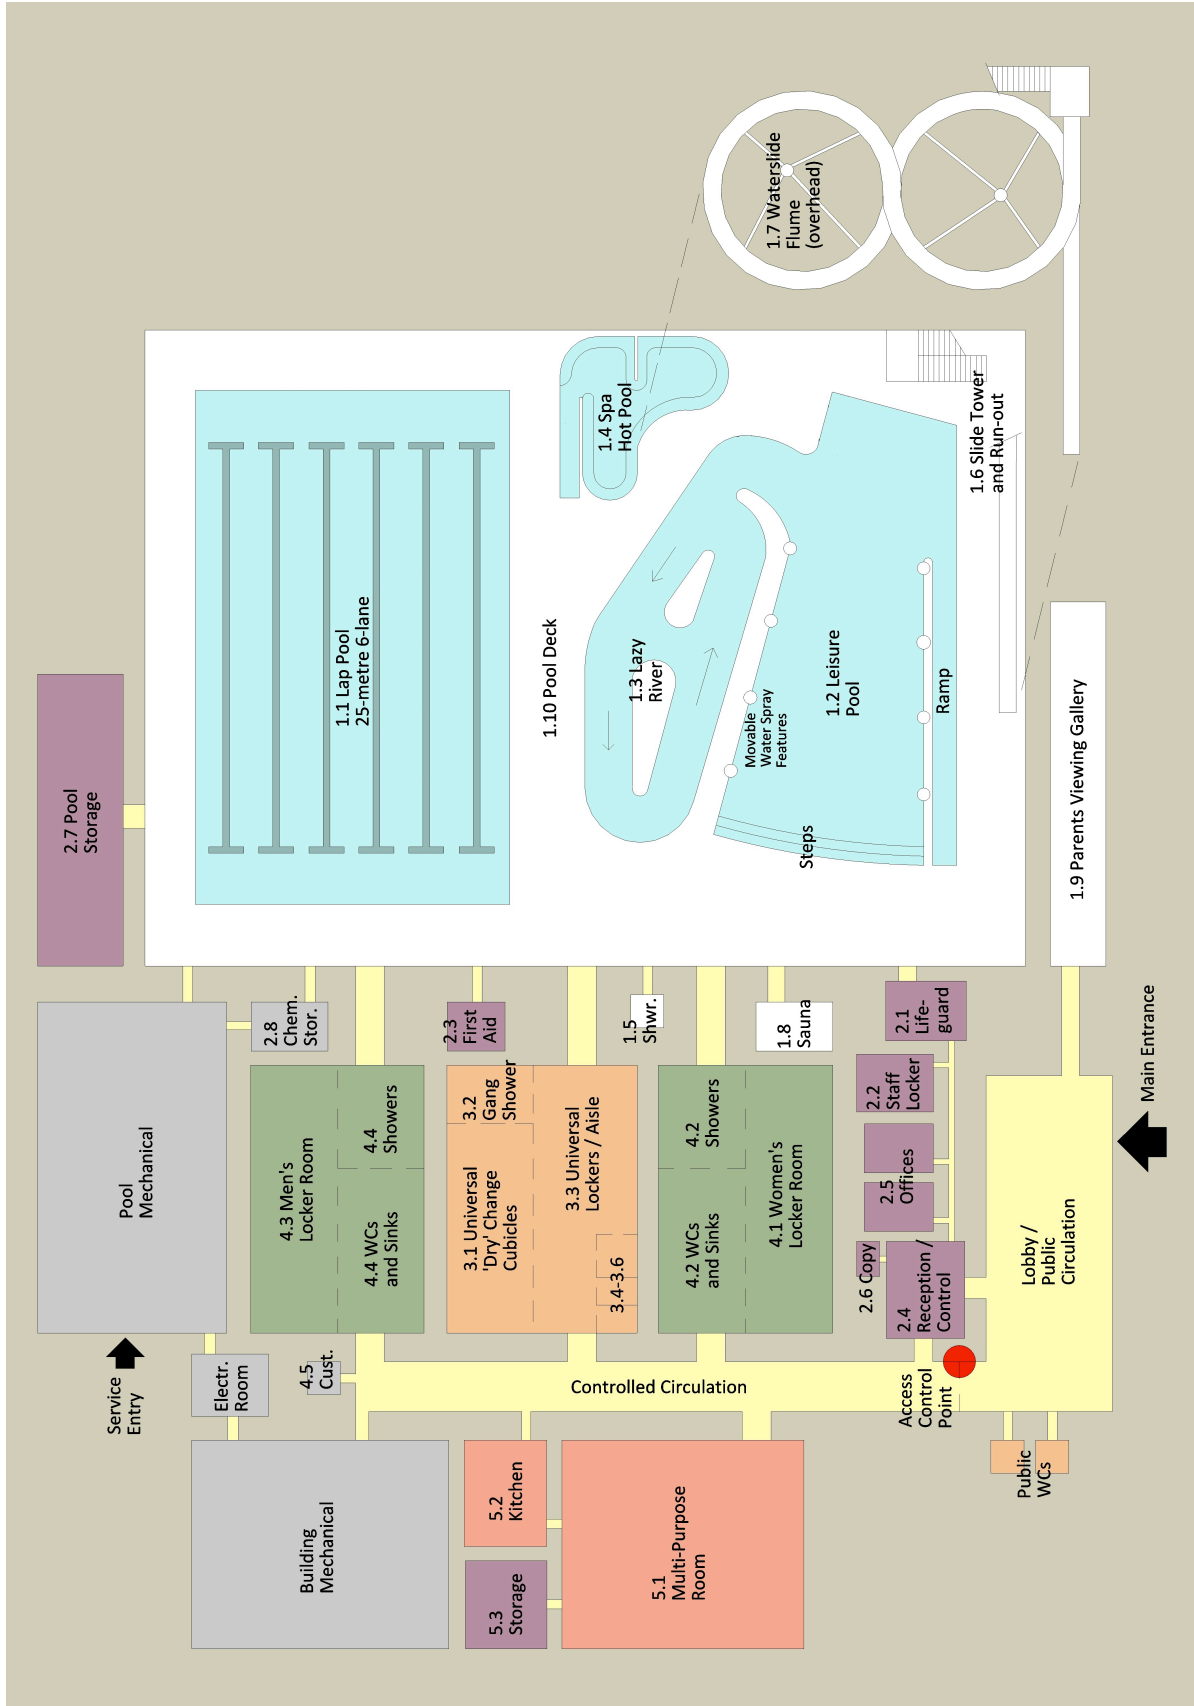 1.7 Waterslide
Flume
(overhead)
1.4 Spa
Hot Pool
1.6 Slide Tower
and Run-out
1.1 Lap Pool
25-metre 6-lane
1.10 Pool Deck
1.3 Lazy
River
1.2 Leisure
Pool
Movable
Water Spray
Features
Ramp
Steps
1.9 Parents Viewing Gallery
2.7 Pool
Storage
Pool
Mechanical
2.8
Chem.
Stor.
2.3
First
Aid
1.5
Shwr.
1.8
Sauna
2.1
Life-
guard
Main Entrance
4.3 Men's
Locker Room
4.4
Showers
4.4 WCs
and Sinks
3.2
Gang
Shower
3.1 Universal
'Dry' Change
Cubicles
3.3 Universal
Lockers / Aisle
3.4-3.6
4.2
Showers
4.2 WCs
and Sinks
4.1 Women's
Locker Room
2.2
Staff
Locker
2.5
Offices
2.6 Copy
2.4
Reception /
Control
Lobby /
Public
Circulation
Service
Entry
Electr.
Room
4.5
Cust.
Controlled Circulation
Access
Control
Point
Public
WCs
Building
Mechanical
5.2
Kitchen
5.3
Storage
5.1
Multi-Purpose
Room